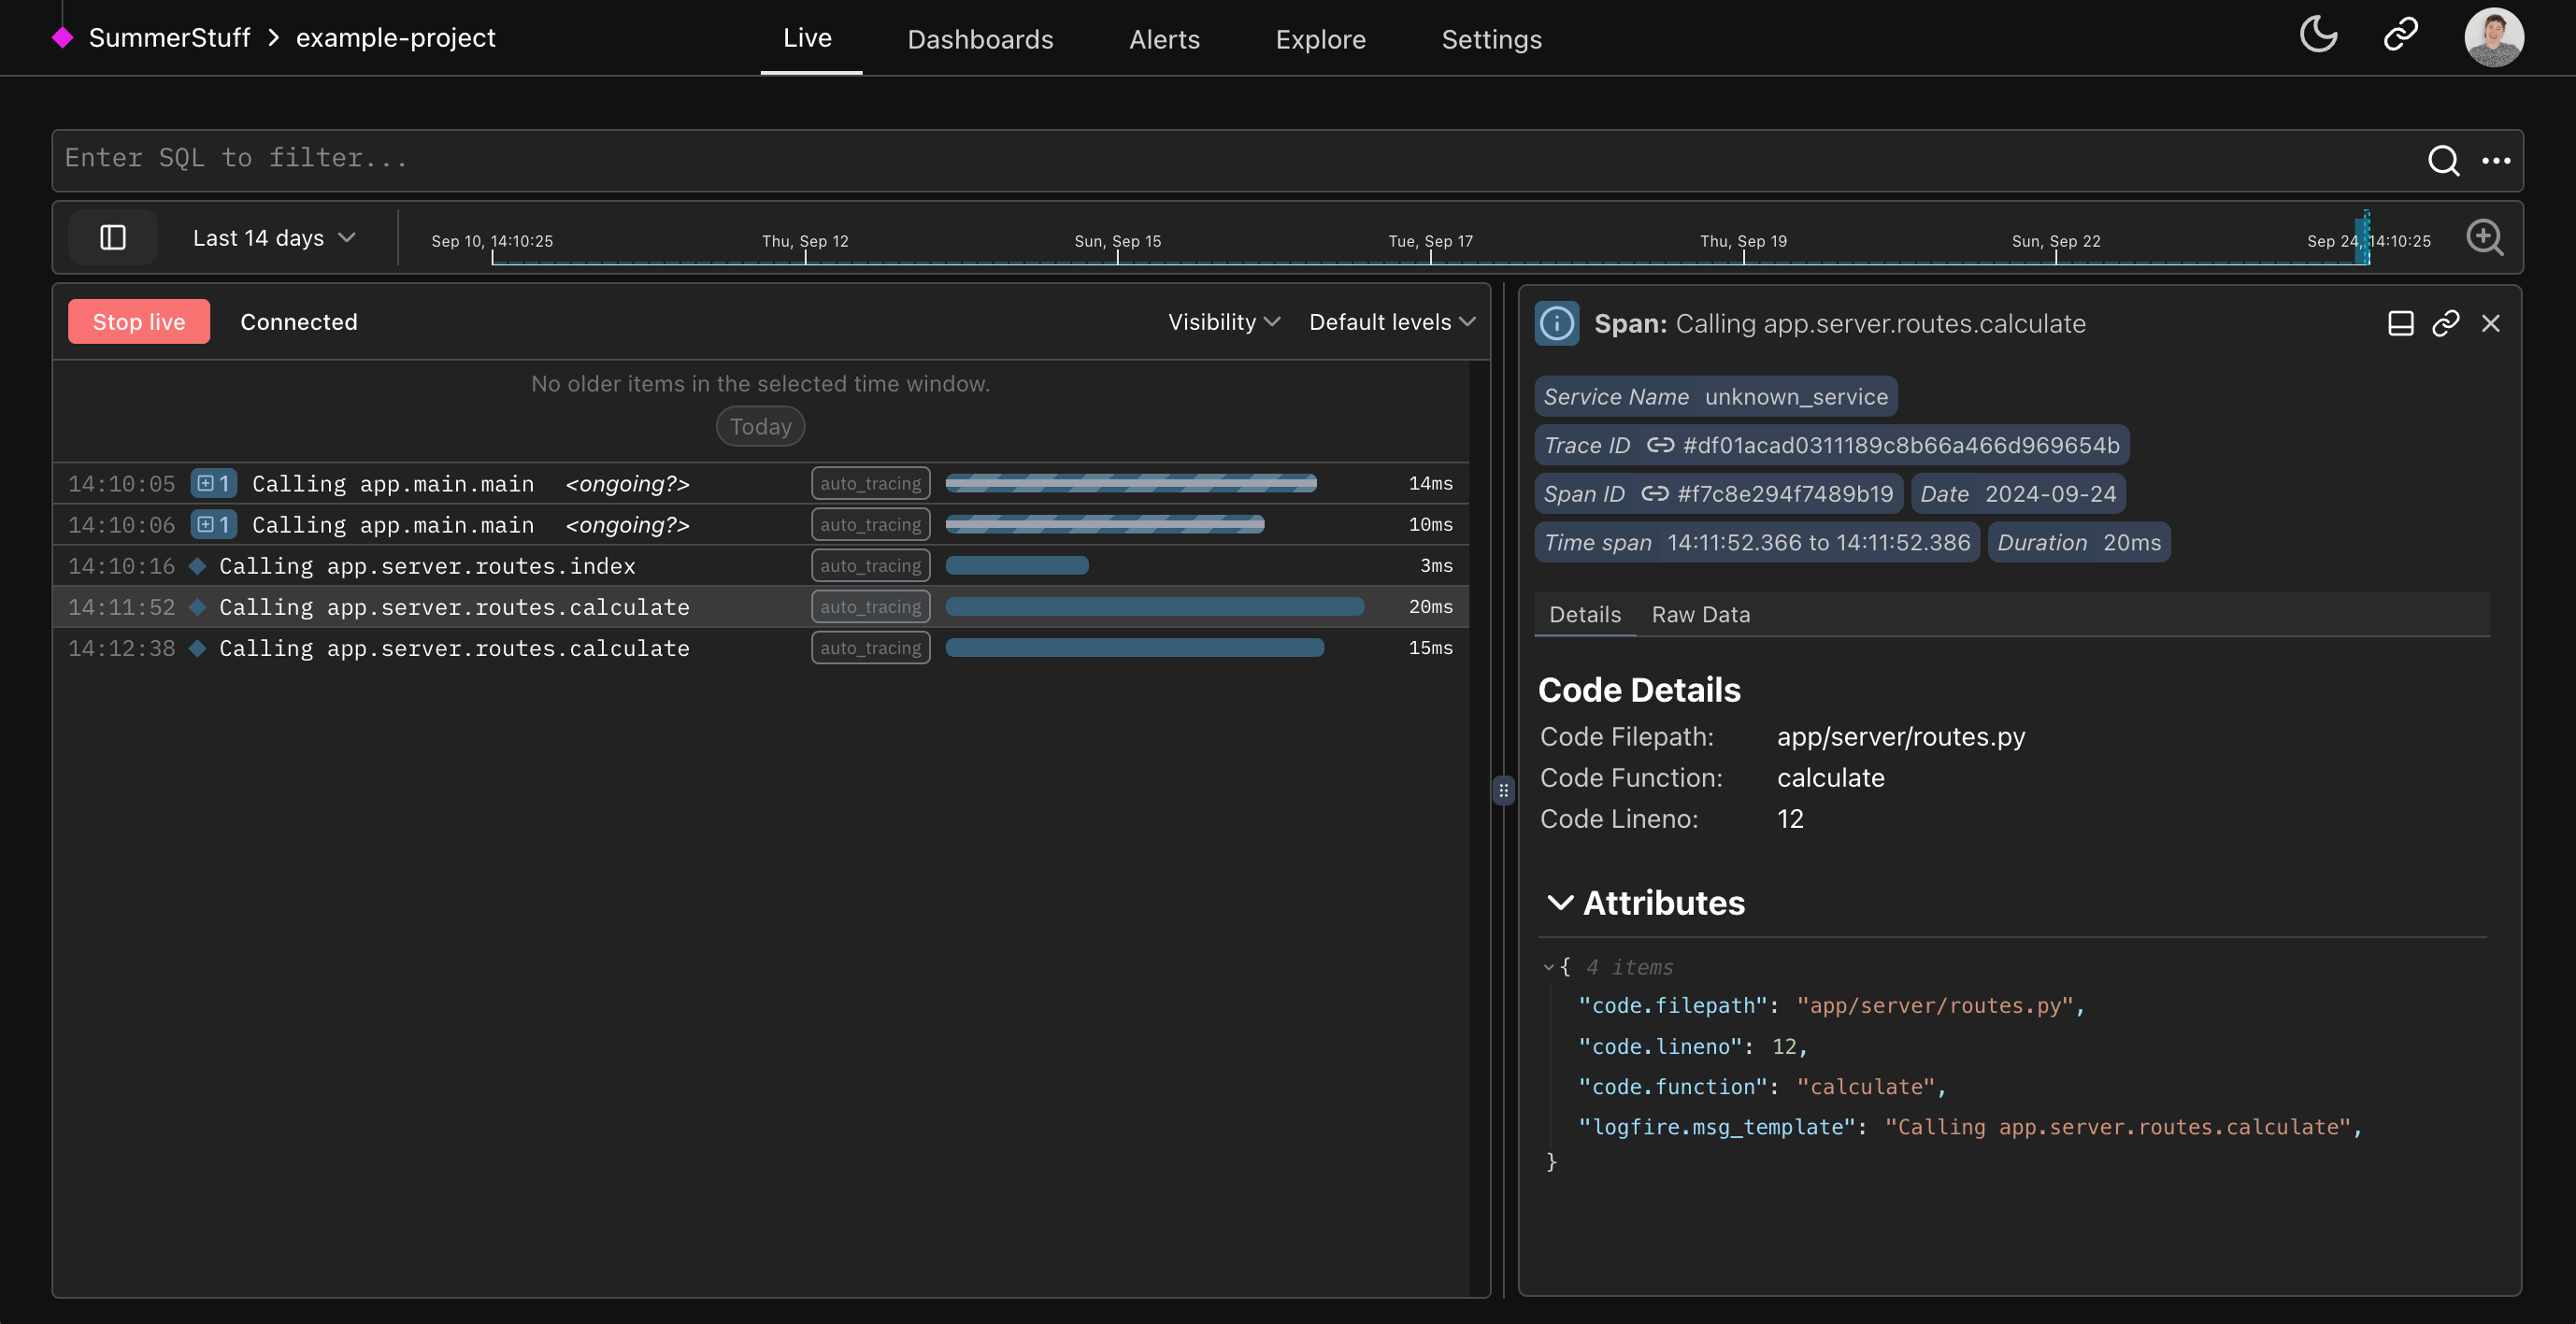 SummerStuff > example-project
Live
Dashboards
Alerts
Explore
Settings
Enter SQL to filter...
Last 14 days
Sep 10, 14:10:25
Thu, Sep 12
Sun, Sep 15
Tue, Sep 17
Thu, Sep 19
Sun, Sep 22
Sep 24, 14:10:25
Stop live
Connected
Visibility
Default levels
No older items in the selected time window.
Today
14:10:05 1 Calling app.main.main <ongoing?> auto_tracing 14ms
14:10:06 1 Calling app.main.main <ongoing?> auto_tracing 10ms
14:10:16 Calling app.server.routes.index auto_tracing 3ms
14:11:52 Calling app.server.routes.calculate auto_tracing 20ms
14:12:38 Calling app.server.routes.calculate auto_tracing 15ms
Span: Calling app.server.routes.calculate
Service Name unknown_service
Trace ID #df01acad0311189c8b66a466d969654b
Span ID #f7c8e294f7489b19 Date 2024-09-24
Time span 14:11:52.366 to 14:11:52.386 Duration 20ms
Details
Raw Data
Code Details
Code Filepath: app/server/routes.py
Code Function: calculate
Code Lineno: 12
Attributes
{ 4 items
"code.filepath": "app/server/routes.py",
"code.lineno": 12,
"code.function": "calculate",
"logfire.msg_template": "Calling app.server.routes.calculate",
}